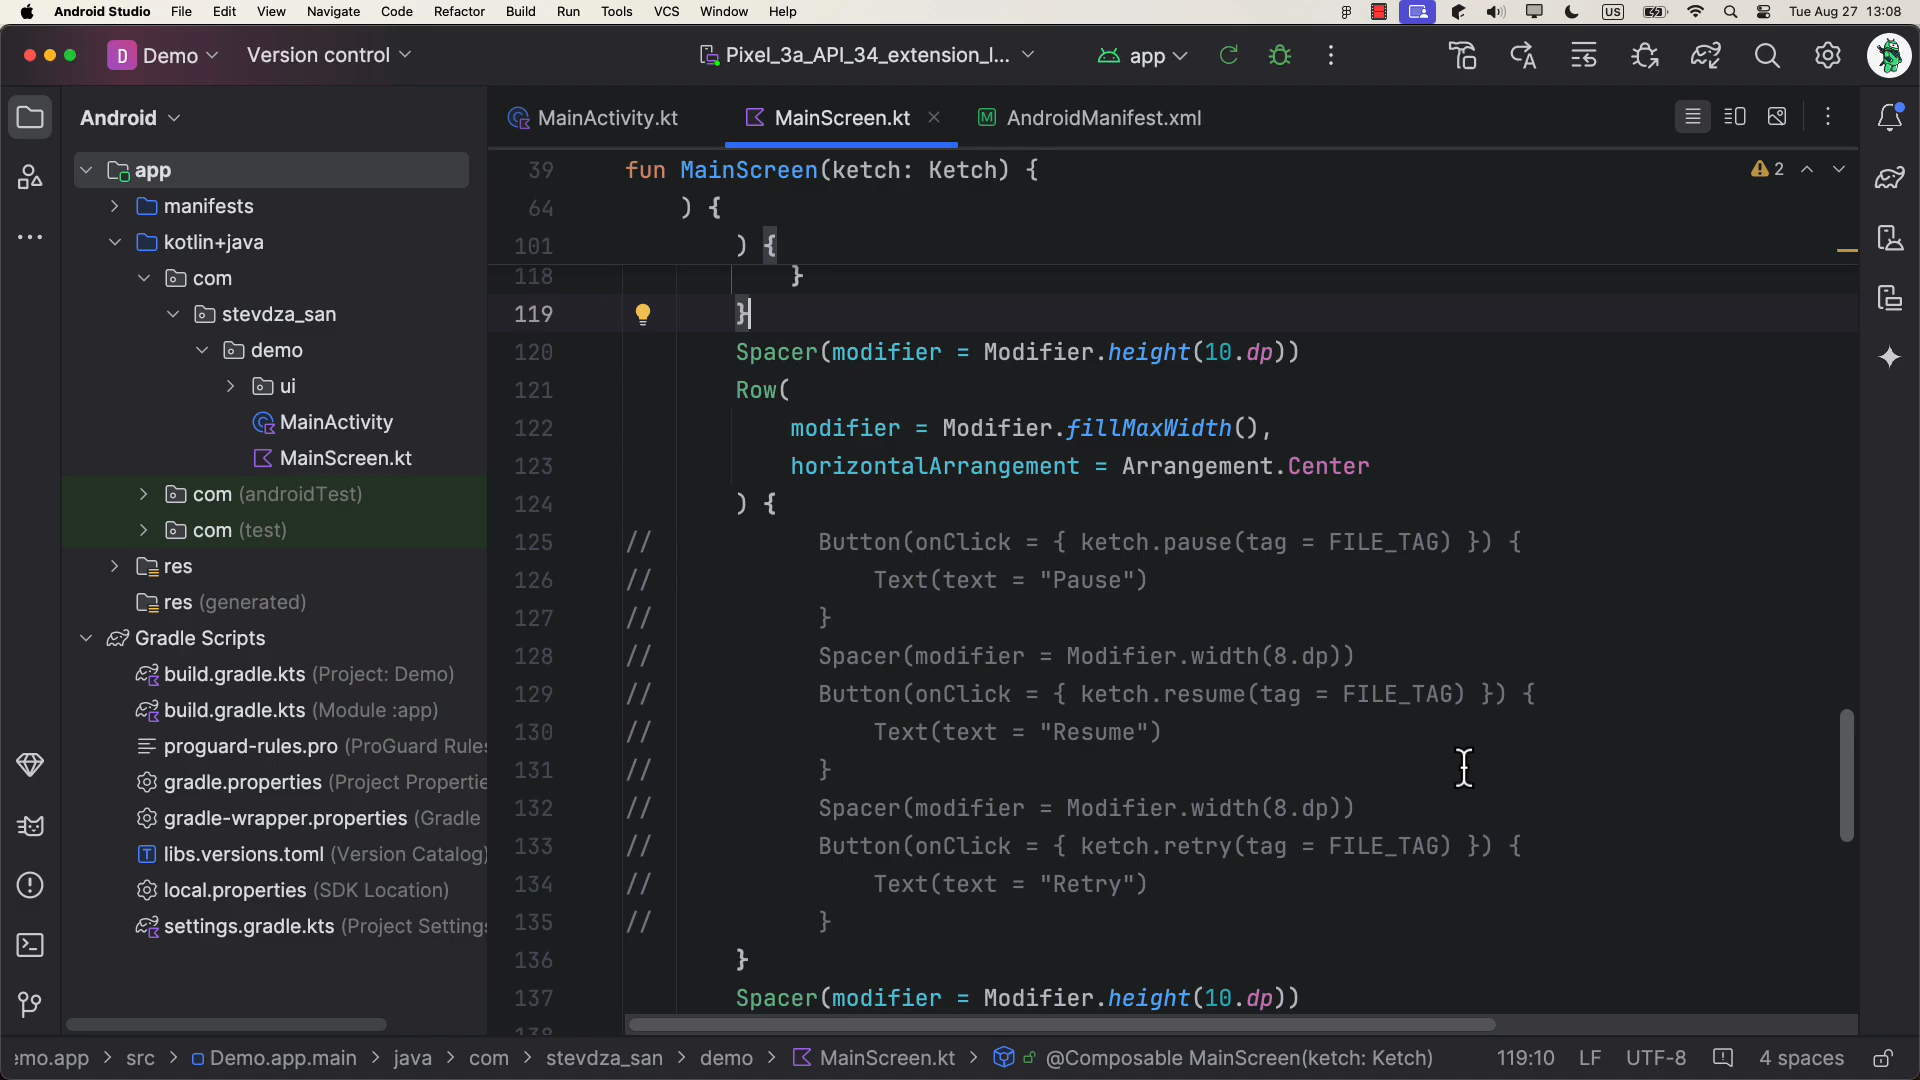 Android Studio File Edit View Navigate Code Refactor Build Run Tools VCS Window Help US Tue Aug 27 13:08
D Demo Version control Pixel_3a_API_34_extension_l... app
Android
app
manifests
kotlin+java
com
stevdza_san
demo
ui
MainActivity
MainScreen.kt
com (androidTest)
com (test)
res
res (generated)
Gradle Scripts
build.gradle.kts (Project: Demo)
build.gradle.kts (Module :app)
proguard-rules.pro (ProGuard Rules
gradle.properties (Project Propertie
gradle-wrapper.properties (Gradle
libs.versions.toml (Version Catalog)
local.properties (SDK Location)
settings.gradle.kts (Project Settings
MainActivity.kt MainScreen.kt AndroidManifest.xml
39 fun MainScreen(ketch: Ketch) { 2
64 ) {
101 ) {
118 }
119 }
120 Spacer(modifier = Modifier.height(10.dp))
121 Row(
122 modifier = Modifier.fillMaxWidth(),
123 horizontalArrangement = Arrangement.Center
124 ) {
125 // Button(onClick = { ketch.pause(tag = FILE_TAG) }) {
126 // Text(text = "Pause")
127 // }
128 // Spacer(modifier = Modifier.width(8.dp))
129 // Button(onClick = { ketch.resume(tag = FILE_TAG) }) {
130 // Text(text = "Resume")
131 // }
132 // Spacer(modifier = Modifier.width(8.dp))
133 // Button(onClick = { ketch.retry(tag = FILE_TAG) }) {
134 // Text(text = "Retry")
135 // }
136 }
137 Spacer(modifier = Modifier.height(10.dp))
138
emo.app > src > Demo.app.main > java > com > stevdza_san > demo > MainScreen.kt > @Composable MainScreen(ketch: Ketch) 119:10 LF UTF-8 4 spaces